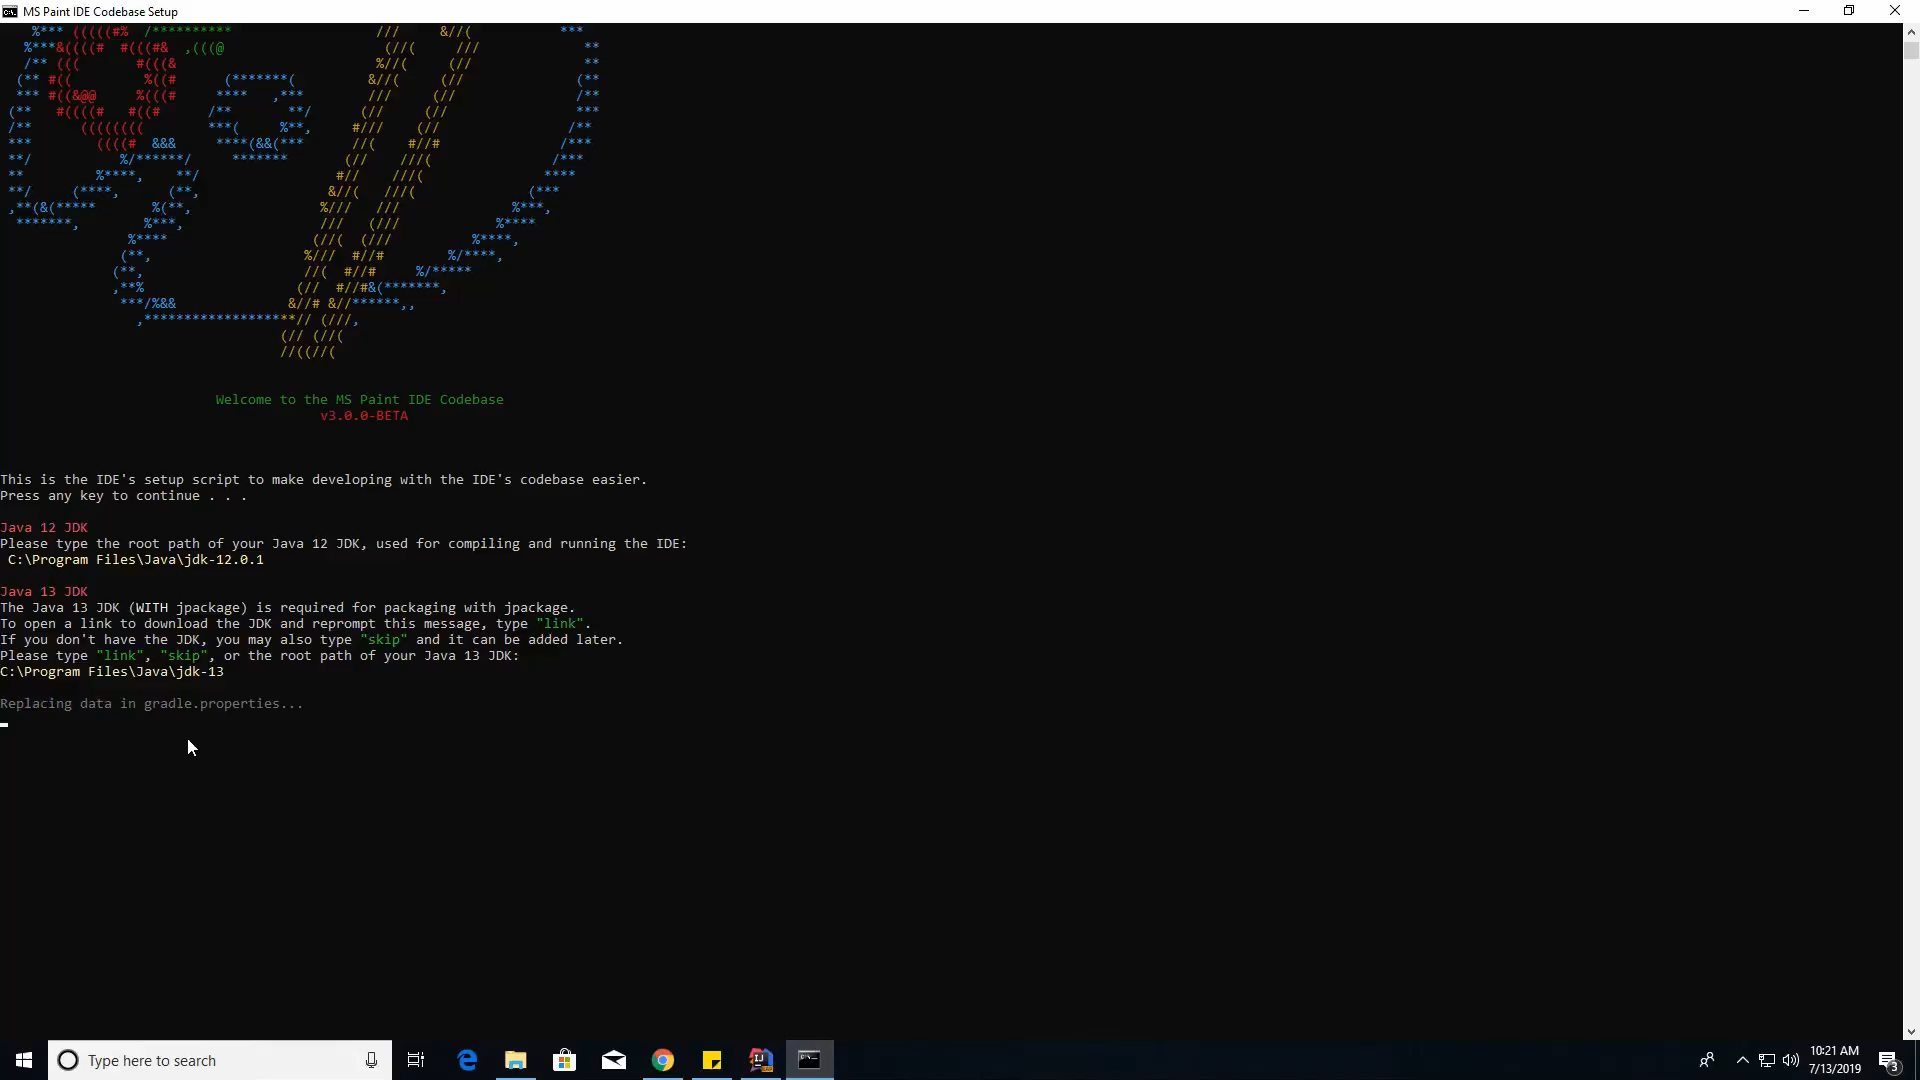 MS Paint IDE Codebase Setup
%*** (((((#% /********** /// &//( ***
%***&((((# #(((#& ,(((@ (//( /// **
/** ((( #(((& %//( (// **
(** #(( %((# (*******( &//( (// (**
*** #((&@@ %(((# **** ,*** /// (// /**
(** #((((# #((# /** **/ (// (// ***
/** (((((((( ***( %**, #/// (// /**
*** ((((# &&& ****(&&(*** //( #//# /***
**/ %/******/ ******* (// ///( /***
** %****, **/ #// ///( ****
**/ (****, (**, &//( ///( (***
,**(&(***** %(**, %/// /// %***,
*******, %***, /// (/// %****
%**** (//( (/// %****,
(**, %/// #//# %/****,
(**, //( #//# %/*****
,**% (// #//#&(*******,
***/%&& &//# &//******,,
,*******************// (///,
(// (//(
//((//(
Welcome to the MS Paint IDE Codebase
v3.0.0-BETA
This is the IDE's setup script to make developing with the IDE's codebase easier.
Press any key to continue . . .
Java 12 JDK
Please type the root path of your Java 12 JDK, used for compiling and running the IDE:
C:\Program Files\Java\jdk-12.0.1
Java 13 JDK
The Java 13 JDK (WITH jpackage) is required for packaging with jpackage.
To open a link to download the JDK and reprompt this message, type "link".
If you don't have the JDK, you may also type "skip" and it can be added later.
Please type "link", "skip", or the root path of your Java 13 JDK:
C:\Program Files\Java\jdk-13
Replacing data in gradle.properties...
Type here to search
10:21 AM
7/13/2019
3